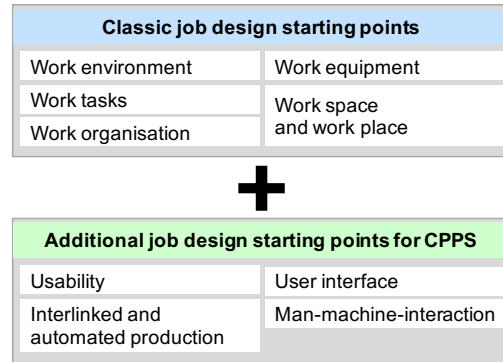 Classic job design starting points
Work environment
Work equipment
Work tasks
Work space
and work place
Work organisation
+
Additional job design starting points for CPPS
Usability
User interface
Interlinked and
automated production
Man-machine-interaction